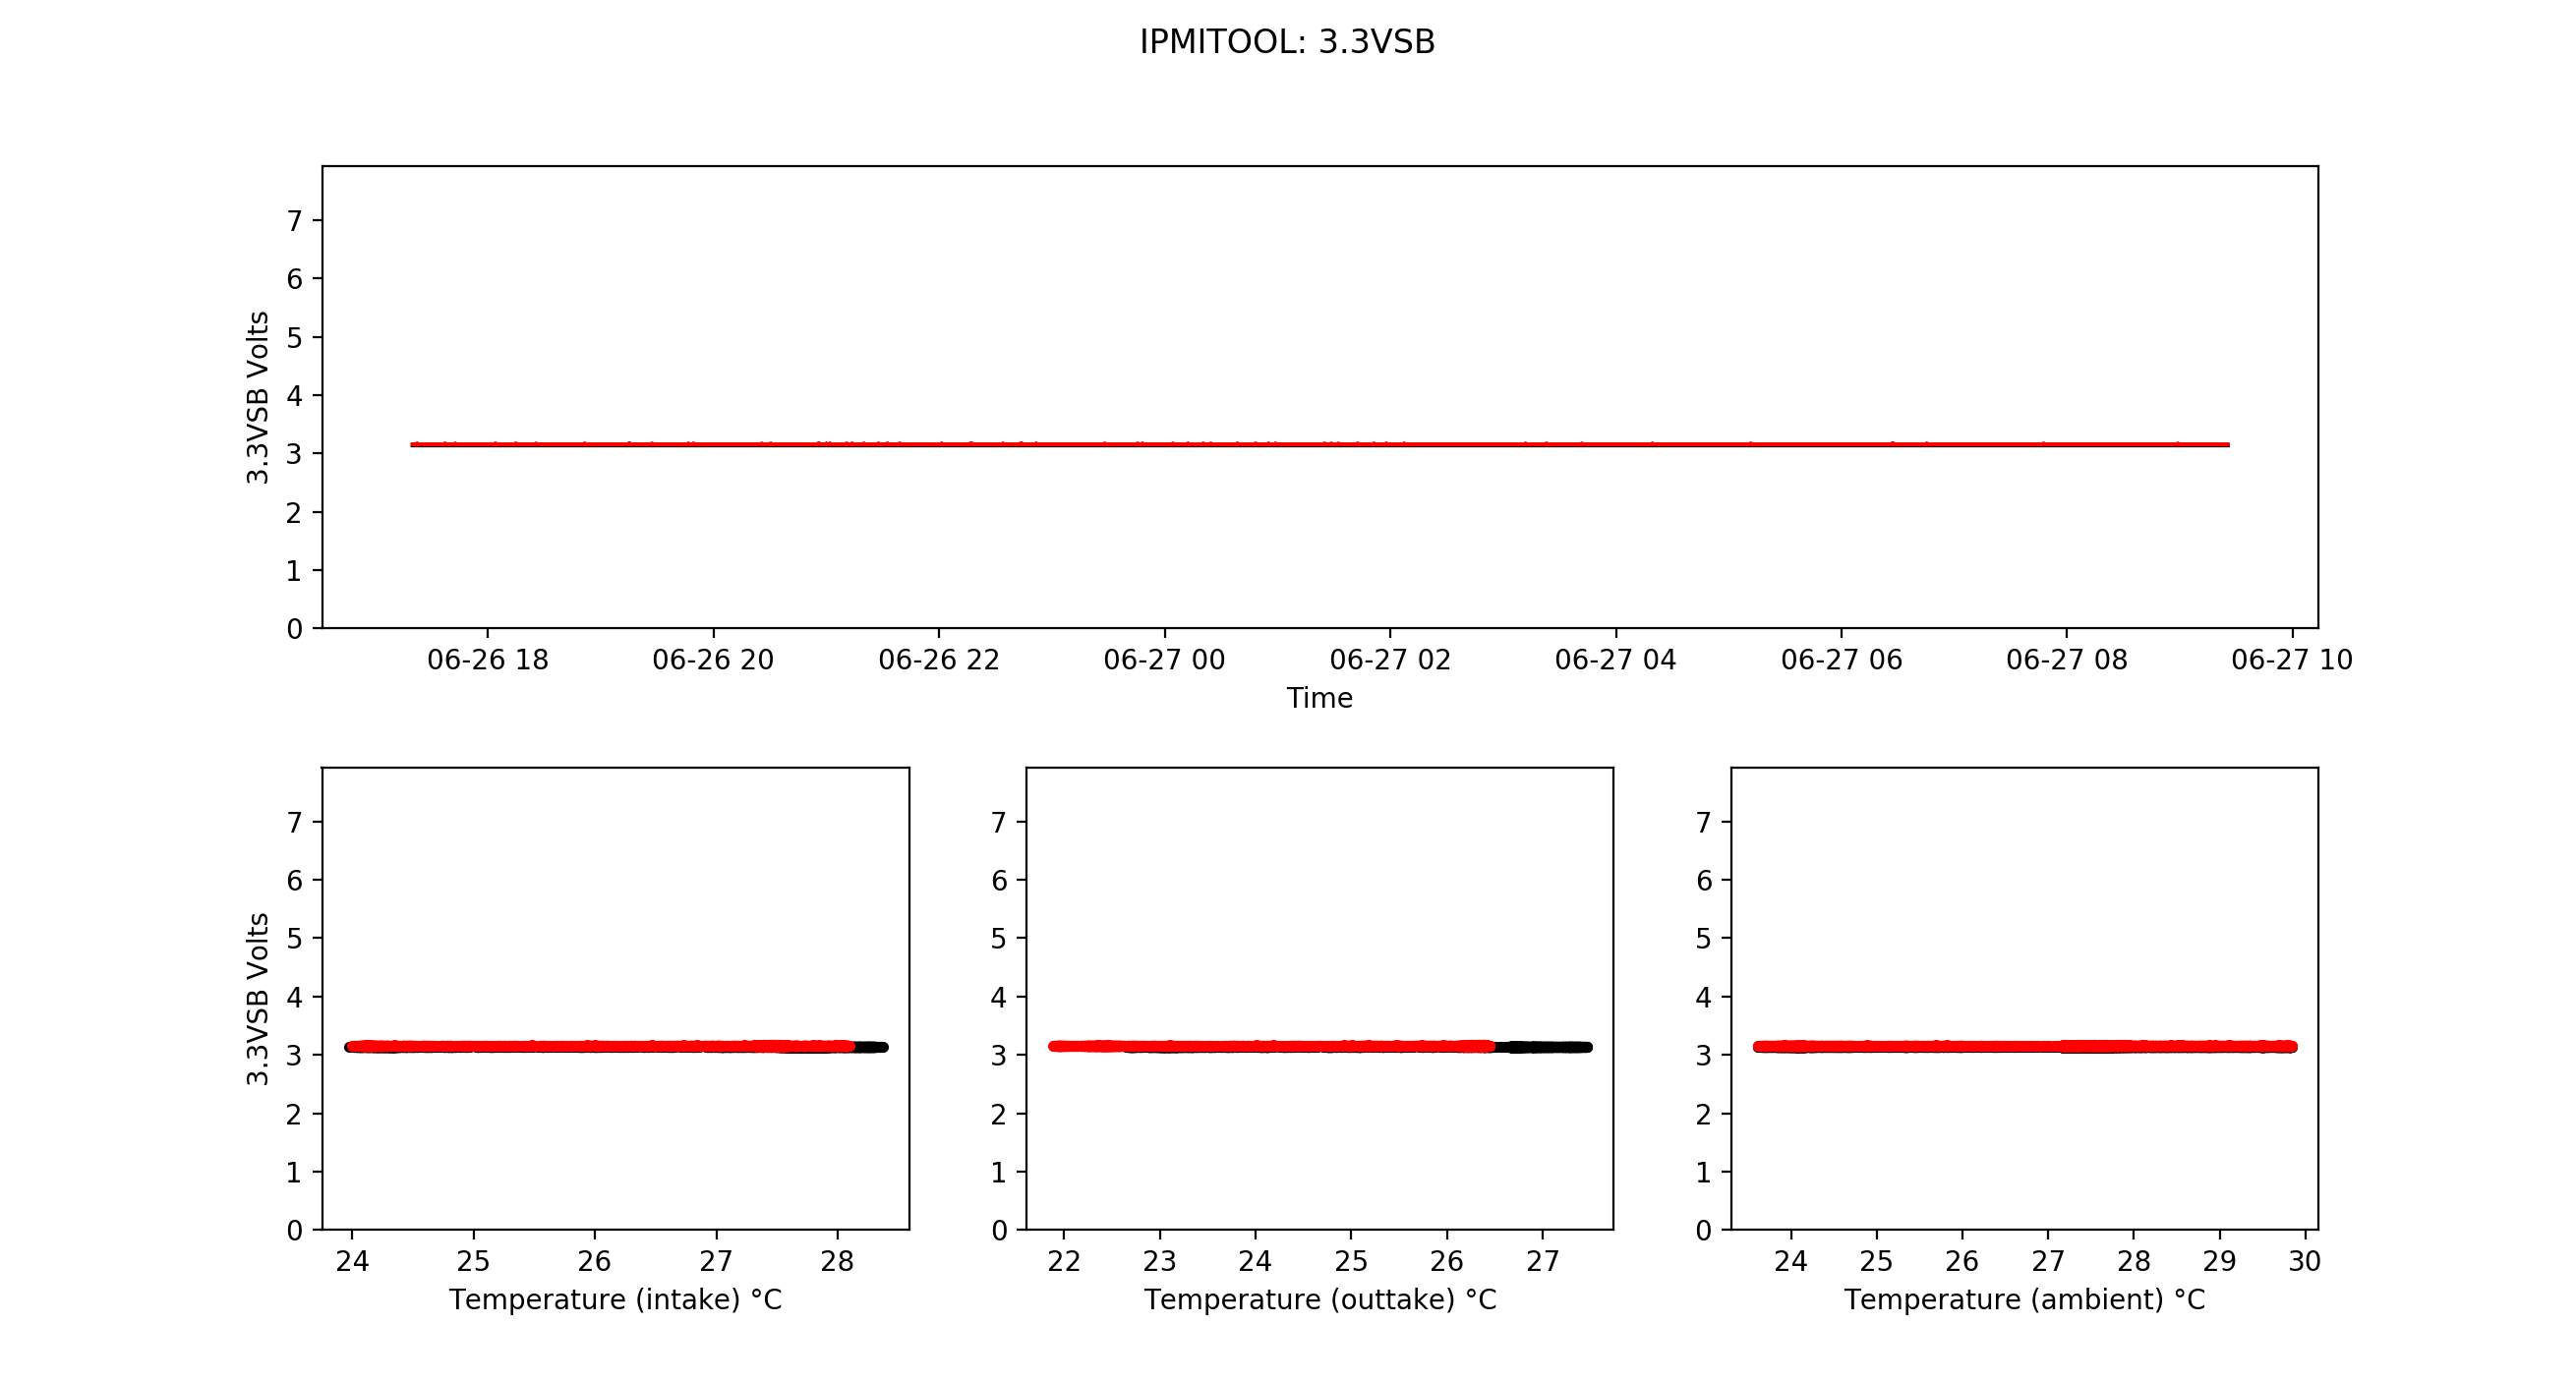 IPMITOOL: 3.3VSB
3.3VSB Volts
7
6
5
4
3
2
1
0
06-26 18 06-26 20 06-26 22 06-27 00 06-27 02 06-27 04 06-27 06 06-27 08 06-27 10
Time
3.3VSB Volts
7
6
5
4
3
2
1
0
24 25 26 27 28
Temperature (intake) °C
7
6
5
4
3
2
1
0
22 23 24 25 26 27
Temperature (outtake) °C
7
6
5
4
3
2
1
0
24 25 26 27 28 29 30
Temperature (ambient) °C